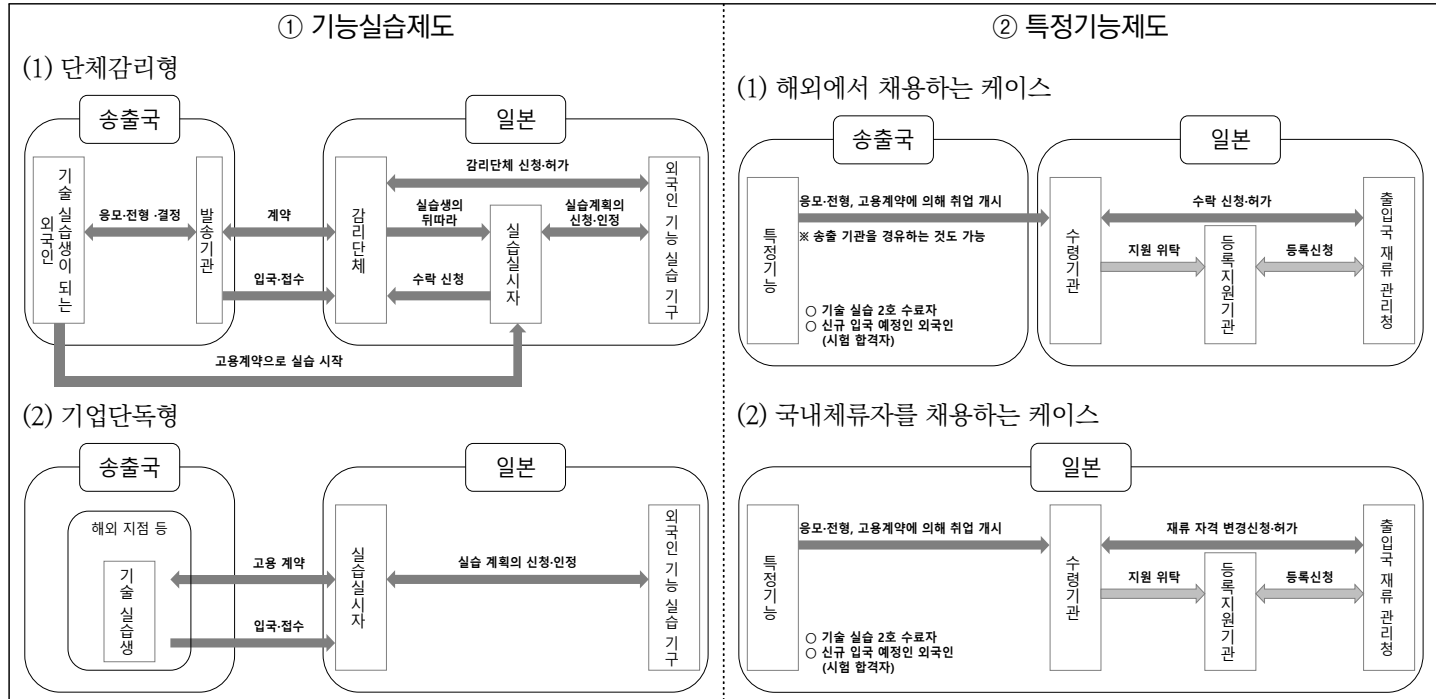 ① 기능실습제도
(1) 단체감리형
송출국
일본
기술 실습생이 되는
외국인
응모·전형 ·결정
발송기관
계약
입국·접수
감리단체
감리단체 신청·허가
실습생의
뒤따라
실습계획의
신청·인정
수락 신청
실습실시자
외국인 기능 실습 기구
고용계약으로 실습 시작
(2) 기업단독형
송출국
일본
해외 지점 등
기술 실습생
고용 계약
입국·접수
실습실시자
실습 계획의 신청·인정
외국인 기능 실습 기구
② 특정기능제도
(1) 해외에서 채용하는 케이스
송출국
일본
특정기능
응모·전형, 고용계약에 의해 취업 개시
※ 송출 기관을 경유하는 것도 가능
○ 기술 실습 2호 수료자
○ 신규 입국 예정인 외국인
(시험 합격자)
수령기관
수락 신청·허가
지원 위탁
등록지원기관
등록신청
출입국 재류 관리청
(2) 국내체류자를 채용하는 케이스
일본
특정기능
응모·전형, 고용계약에 의해 취업 개시
○ 기술 실습 2호 수료자
○ 신규 입국 예정인 외국인
(시험 합격자)
수령기관
재류 자격 변경신청·허가
지원 위탁
등록지원기관
등록신청
출입국 재류 관리청